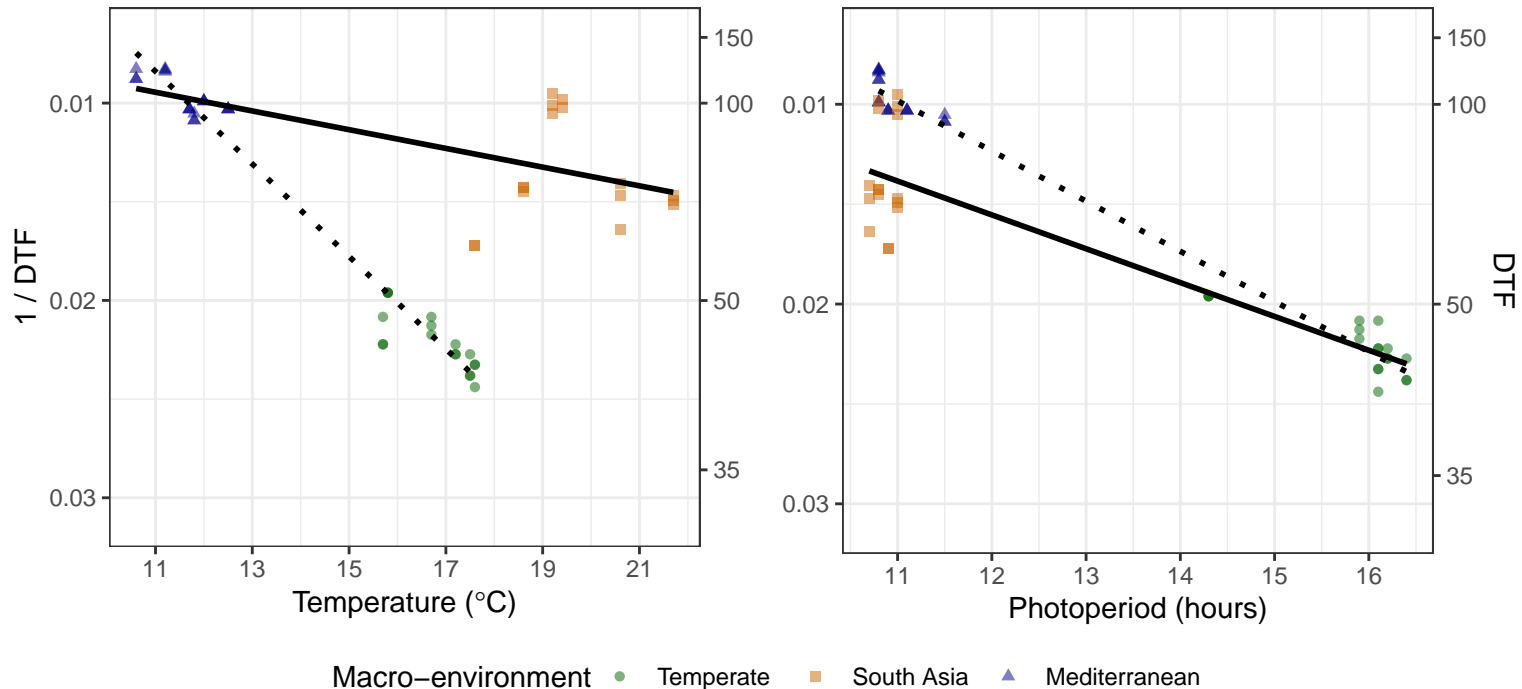 1 / DTF
0.01
0.02
0.03
150
100
50
35
11 13 15 17 19 21
Temperature (°C)
0.01
0.02
0.03
150
100
50
35
DTF
11 12 13 14 15 16
Photoperiod (hours)
Macro−environment Temperate South Asia Mediterranean